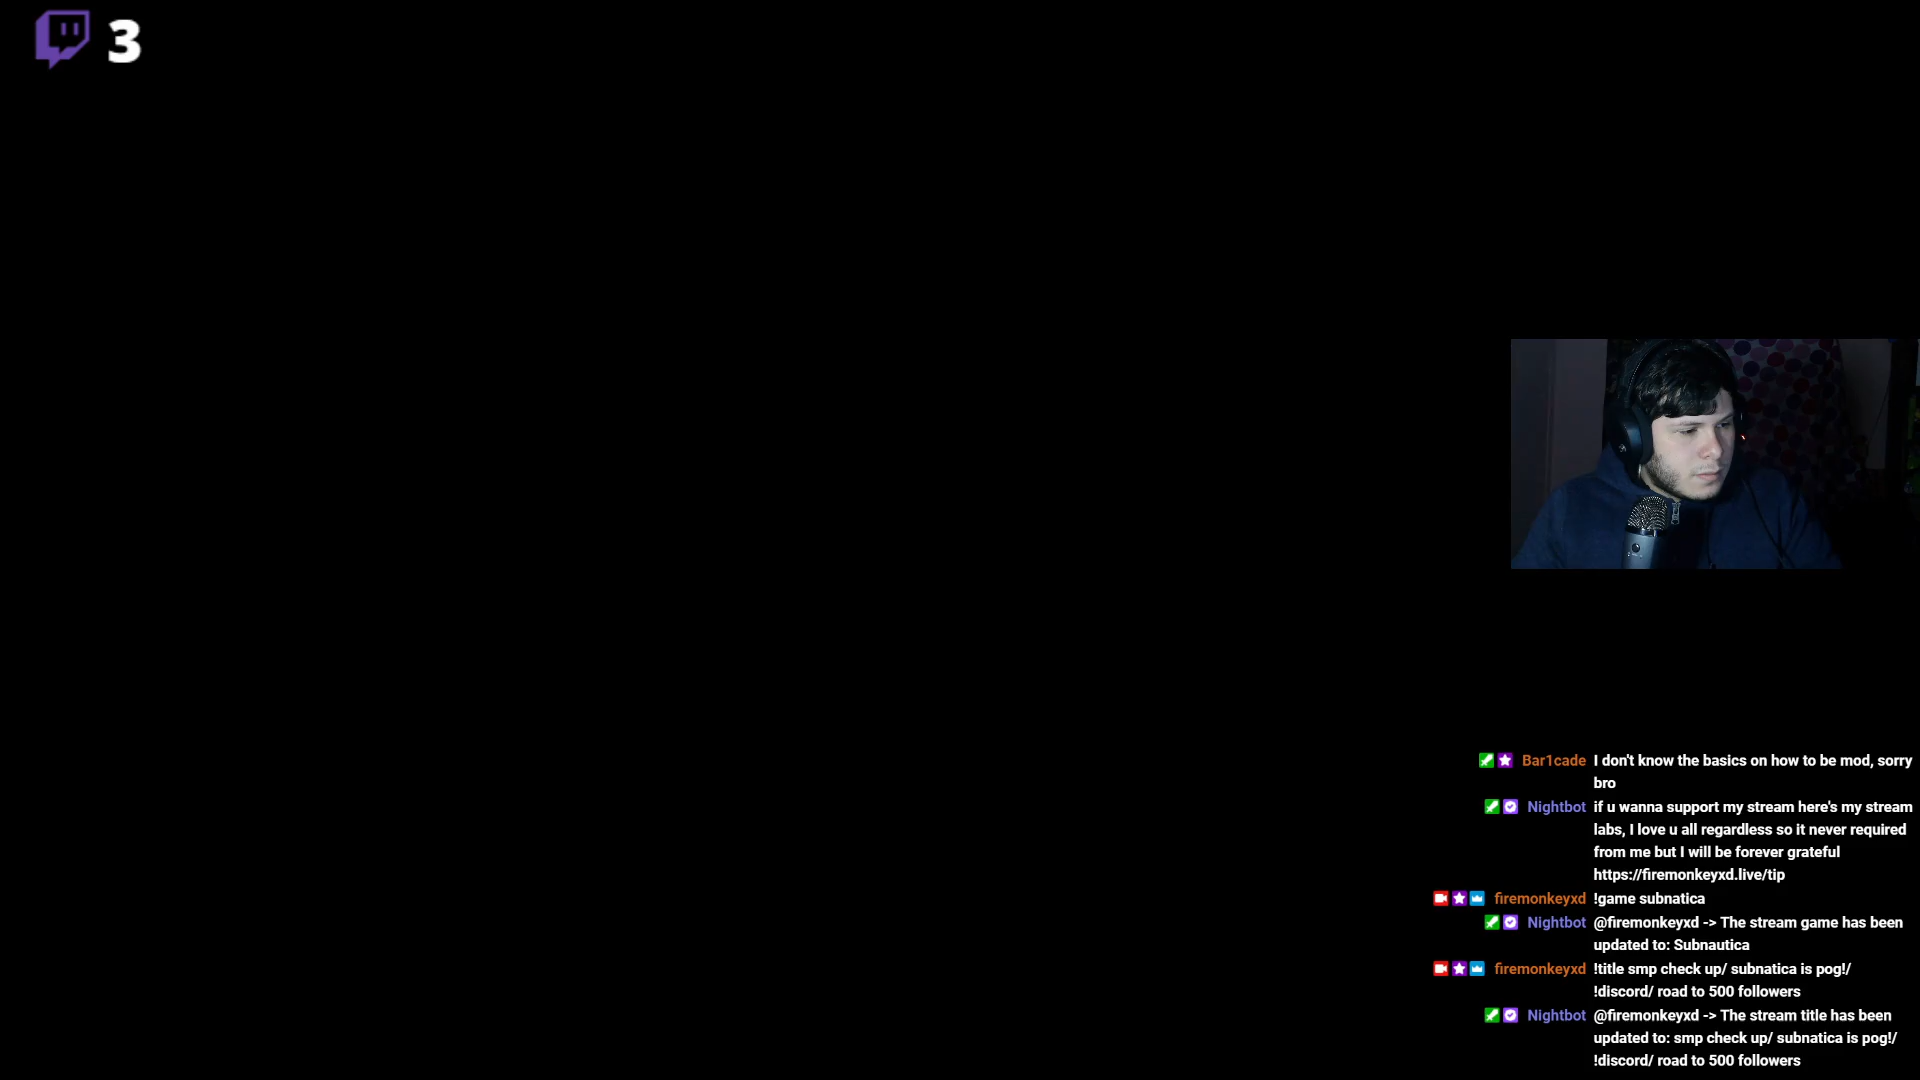 3
Bar1cade I don't know the basics on how to be mod, sorry
bro
Nightbot if u wanna support my stream here's my stream
labs, I love u all regardless so it never required
from me but I will be forever grateful
https://firemonkeyxd.live/tip
firemonkeyxd !game subnatica
Nightbot @firemonkeyxd -> The stream game has been
updated to: Subnautica
firemonkeyxd !title smp check up/ subnatica is pog!/
!discord/ road to 500 followers
Nightbot @firemonkeyxd -> The stream title has been
updated to: smp check up/ subnatica is pog!/
!discord/ road to 500 followers